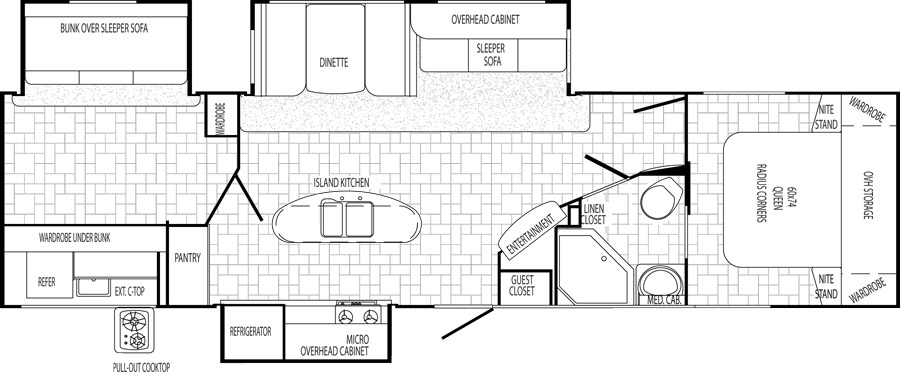 BUNK OVER SLEEPER SOFA
DINETTE
OVERHEAD CABINET
SLEEPER
SOFA
WARDROBE
ISLAND KITCHEN
WARDROBE UNDER BUNK
REFER
EXT. C-TOP
PANTRY
PULL-OUT COOKTOP
REFRIGERATOR
MICRO
OVERHEAD CABINET
ENTERTAINMENT
GUEST
CLOSET
LINEN
CLOSET
MED. CAB.
NITE
STAND
WARDROBE
60x74
QUEEN
RADIUS CORNERS
OVH STORAGE
NITE
STAND
WARDROBE